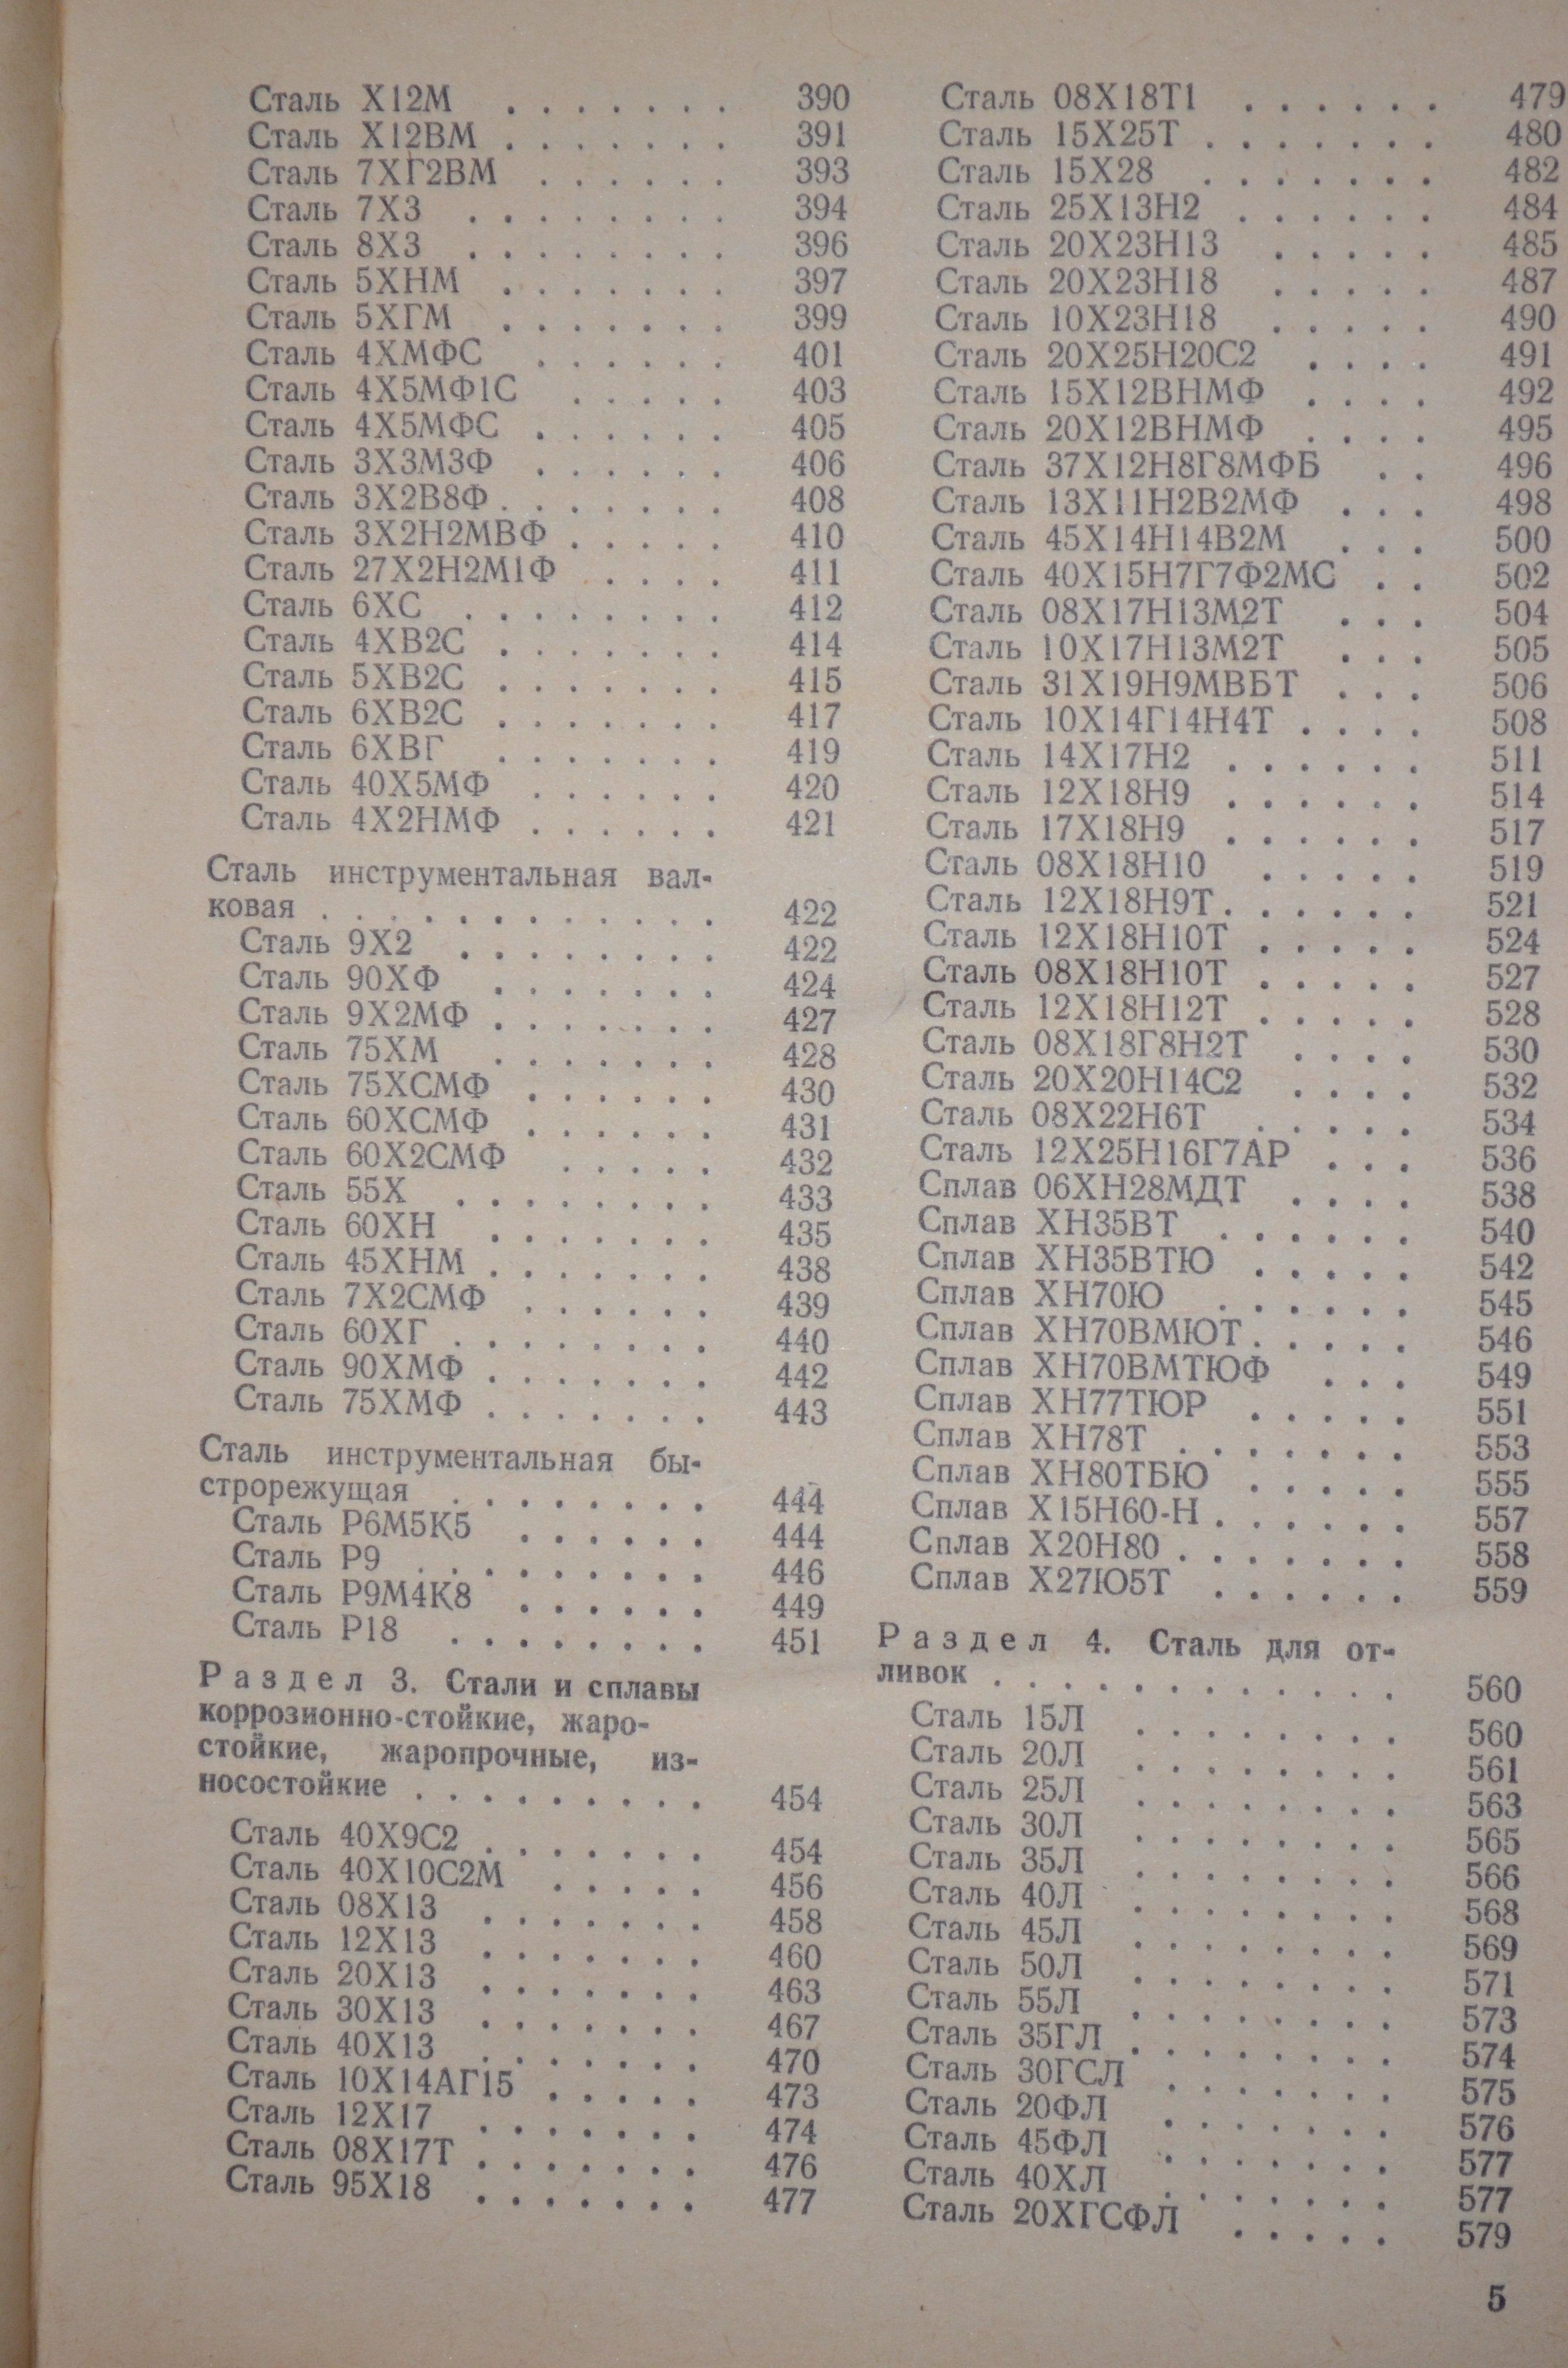 Сталь Х12М . . . . . . . 390
Сталь Х12ВМ . . . . . . . 391
Сталь 7ХГ2ВМ . . . . . . 393
Сталь 7Х3 . . . . . . . . 394
Сталь 8Х3 . . . . . . . . 396
Сталь 5ХНМ . . . . . . . 397
Сталь 5ХГМ . . . . . . . 399
Сталь 4ХМФС . . . . . . 401
Сталь 4Х5МФ1С . . . . . 403
Сталь 4Х5МФС . . . . . . 405
Сталь 3Х3М3Ф . . . . . . 406
Сталь 3Х2В8Ф . . . . . . . 408
Сталь 3Х2Н2МВФ . . . . . 410
Сталь 27Х2Н2М1Ф . . . . 411
Сталь 6ХС . . . . . . . . 412
Сталь 4ХВ2С . . . . . . . 414
Сталь 5ХВ2С . . . . . . . 415
Сталь 6ХВ2С . . . . . . . 417
Сталь 6ХВГ . . . . . . . 419
Сталь 40Х5МФ . . . . . . 420
Сталь 4Х2НМФ . . . . . . 421
Сталь инструментальная вал-
ковая . . . . . . . . . . . . 422
Сталь 9Х2 . . . . . . . . 422
Сталь 90ХФ . . . . . . . 424
Сталь 9Х2МФ . . . . . . . 427
Сталь 75ХМ . . . . . . . 428
Сталь 75ХСМФ . . . . . . 430
Сталь 60ХСМФ . . . . . . 431
Сталь 60Х2СМФ . . . . . 432
Сталь 55Х . . . . . . . . 433
Сталь 60ХН . . . . . . . 435
Сталь 45ХНМ . . . . . . . 438
Сталь 7Х2СМФ . . . . . . 439
Сталь 60ХГ . . . . . . . . 440
Сталь 90ХМФ . . . . . . . 442
Сталь 75ХМФ . . . . . . . 443
Сталь инструментальная бы-
строрежущая . . . . . . . . 444
Сталь Р6М5К5 . . . . . . 444
Сталь Р9 . . . . . . . . . 446
Сталь Р9М4К8 . . . . . . 449
Сталь Р18 . . . . . . . . 451
Раздел 3. Стали и сплавы
коррозионно-стойкие, жаро-
стойкие, жаропрочные, из-
носостойкие . . . . . . . . . 454
Сталь 40Х9С2 . . . . . . . 454
Сталь 40Х10С2М . . . . . 456
Сталь 08Х13 . . . . . . . 458
Сталь 12Х13 . . . . . . . 460
Сталь 20Х13 . . . . . . . 463
Сталь 30Х13 . . . . . . . 467
Сталь 40Х13 . . . . . . . 470
Сталь 10Х14АГ15 . . . . . 473
Сталь 12Х17 . . . . . . . 474
Сталь 08Х17Т . . . . . . . 476
Сталь 95Х18 . . . . . . . 477
Сталь 08Х18Т1 . . . . . . 479
Сталь 15Х25Т . . . . . . . 480
Сталь 15Х28 . . . . . . . 482
Сталь 25Х13Н2 . . . . . . 484
Сталь 20Х23Н13 . . . . . 485
Сталь 20Х23Н18 . . . . . 487
Сталь 10Х23Н18 . . . . . 490
Сталь 20Х25Н20С2 . . . . 491
Сталь 15Х12ВНМФ . . . . 492
Сталь 20Х12ВНМФ . . . . 495
Сталь 37Х12Н8Г8МФБ . . 496
Сталь 13Х11Н2В2МФ . . . 498
Сталь 45Х14Н14В2М . . . 500
Сталь 40Х15Н7Г7Ф2МС . . 502
Сталь 08Х17Н13М2Т . . . 504
Сталь 10Х17Н13М2Т . . . 505
Сталь 31Х19Н9МВБТ . . . 506
Сталь 10Х14Г14Н4Т . . . . 508
Сталь 14Х17Н2 . . . . . . 511
Сталь 12Х18Н9 . . . . . . 514
Сталь 17Х18Н9 . . . . . . 517
Сталь 08Х18Н10 . . . . . 519
Сталь 12Х18Н9Т . . . . . . 521
Сталь 12Х18Н10Т . . . . . 524
Сталь 08Х18Н10Т . . . . . 527
Сталь 12Х18Н12Т . . . . . 528
Сталь 08Х18Г8Н2Т . . . . 530
Сталь 20Х20Н14С2 . . . . 532
Сталь 08Х22Н6Т . . . . . 534
Сталь 12Х25Н16Г7АР . . . 536
Сплав 06ХН28МДТ . . . . 538
Сплав ХН35ВТ . . . . . . 540
Сплав ХН35ВТЮ . . . . . 542
Сплав ХН70Ю . . . . . . 545
Сплав ХН70ВМЮТ . . . . . 546
Сплав ХН70ВМТЮФ . . . 549
Сплав ХН77ТЮР . . . . . 551
Сплав ХН78Т . . . . . . . 553
Сплав ХН80ТБЮ . . . . . 555
Сплав Х15Н60-Н . . . . . . 557
Сплав Х20Н80 . . . . . . . 558
Сплав Х27Ю5Т . . . . . . 559
Раздел 4. Сталь для от-
ливок . . . . . . . . . . . . 560
Сталь 15Л . . . . . . . . 560
Сталь 20Л . . . . . . . . 561
Сталь 25Л . . . . . . . . 563
Сталь 30Л . . . . . . . . 565
Сталь 35Л . . . . . . . . 566
Сталь 40Л . . . . . . . . 568
Сталь 45Л . . . . . . . . 569
Сталь 50Л . . . . . . . . 571
Сталь 55Л . . . . . . . . 573
Сталь 35ГЛ . . . . . . . . 574
Сталь 30ГСЛ . . . . . . . 575
Сталь 20ФЛ . . . . . . . 576
Сталь 45ФЛ . . . . . . . 577
Сталь 40ХЛ . . . . . . . 577
Сталь 20ХГСФЛ . . . . . 579
5